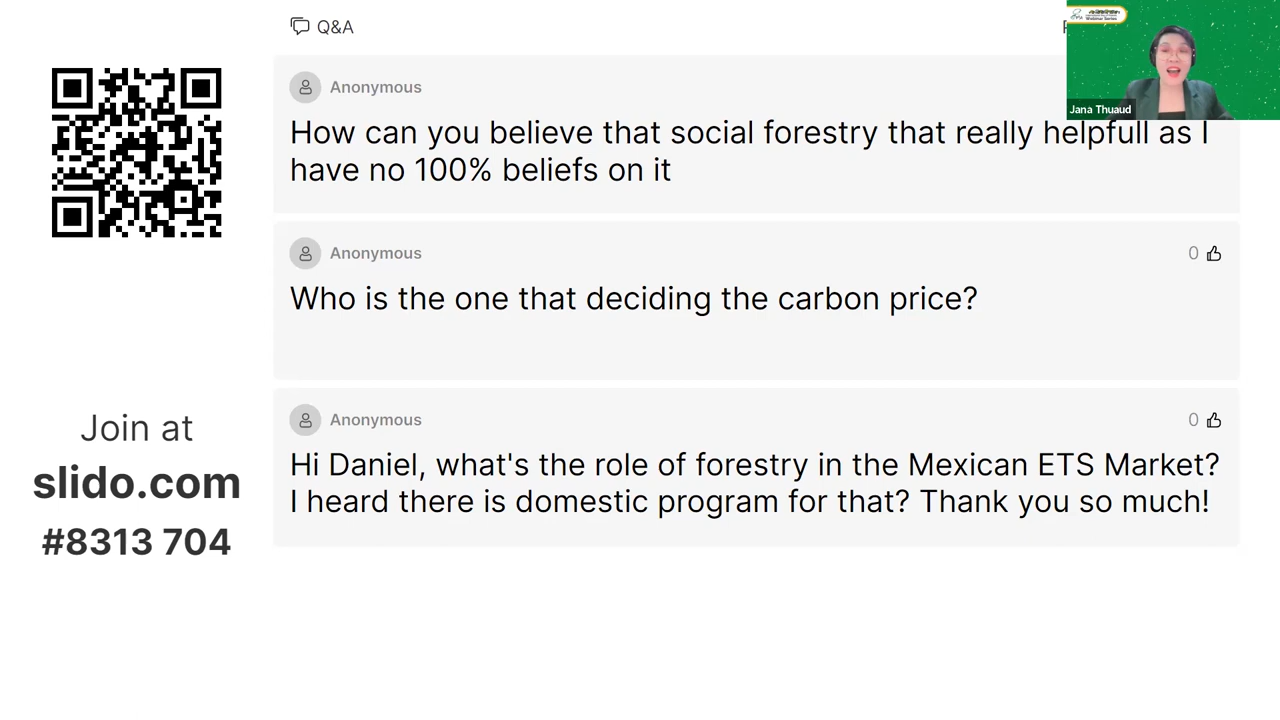 Q&A
Webinar Series
Jana Thuaud
Anonymous
How can you believe that social forestry that really helpfull as I
have no 100% beliefs on it
Anonymous
0
Who is the one that deciding the carbon price?
Anonymous
0
Hi Daniel, what's the role of forestry in the Mexican ETS Market?
I heard there is domestic program for that? Thank you so much!
Join at
slido.com
#8313 704